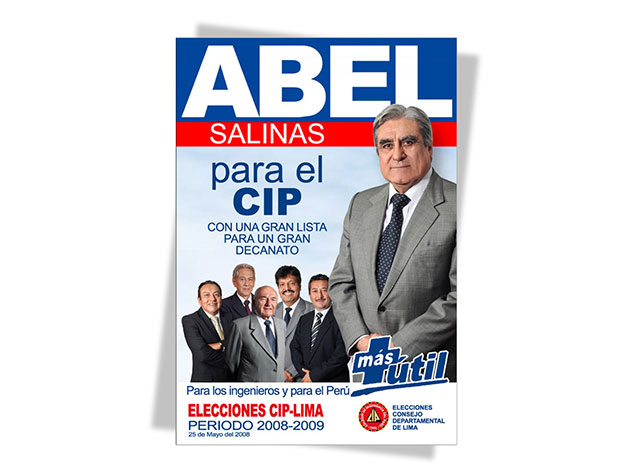 ABEL
SALINAS
para el
CIP
CON UNA GRAN LISTA
PARA UN GRAN
DECANATO
más útil
Para los ingenieros y para el Perú
ELECCIONES CIP-LIMA
PERIODO 2008-2009
25 de Mayo del 2008
ELECCIONES
CONSEJO
DEPARTAMENTAL
DE LIMA